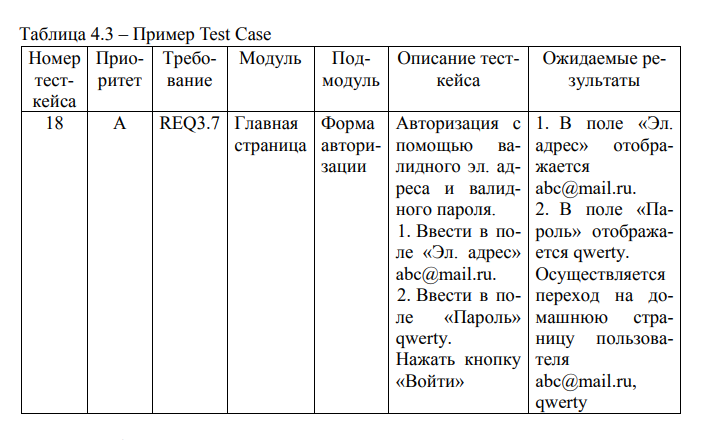 Таблица 4.3 – Пример Test Case
Номер
тест-
кейса
Прио-
ритет
Требо-
вание
Модуль
Под-
модуль
Описание тест-
кейса
Ожидаемые ре-
зультаты
18
А
REQ3.7
Главная
страница
Форма
автори-
зации
Авторизация с
помощью ва-
лидного эл. ад-
реса и валид-
ного пароля.
1. Ввести в по-
ле «Эл. адрес»
abc@mail.ru.
2. Ввести в по-
ле «Пароль»
qwerty.
Нажать кнопку
«Войти»
1. В поле «Эл.
адрес» отобра-
жается
abc@mail.ru.
2. В поле «Па-
роль» отобража-
ется qwerty.
Осуществляется
переход на до-
машнюю стра-
ницу пользова-
теля
abc@mail.ru,
qwerty